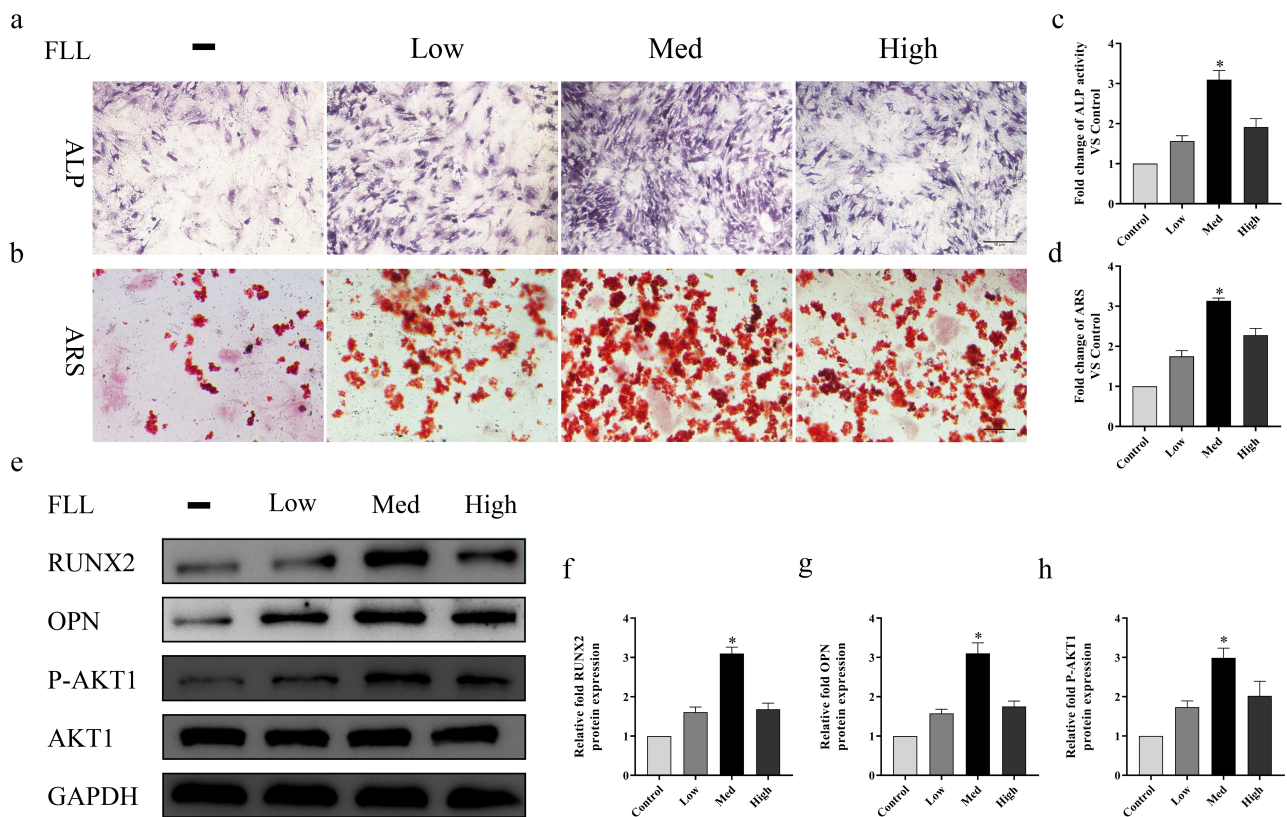 a
FLL
Low
Med
High
ALP
b
ARS
c
Fold change of ALP activity
VS Control
4
3
2
1
0
*
Control
Low
Med
High
d
Fold change of ARS
VS Control
4
3
2
1
0
*
Control
Low
Med
High
e
FLL
Low
Med
High
RUNX2
OPN
P-AKT1
AKT1
GAPDH
f
Relative fold RUNX2
protein expression
4
3
2
1
0
*
Control
Low
Med
High
g
Relative fold OPN
protein expression
4
3
2
1
0
*
Control
Low
Med
High
h
Relative fold P-AKT1
protein expression
4
3
2
1
0
*
Control
Low
Med
High